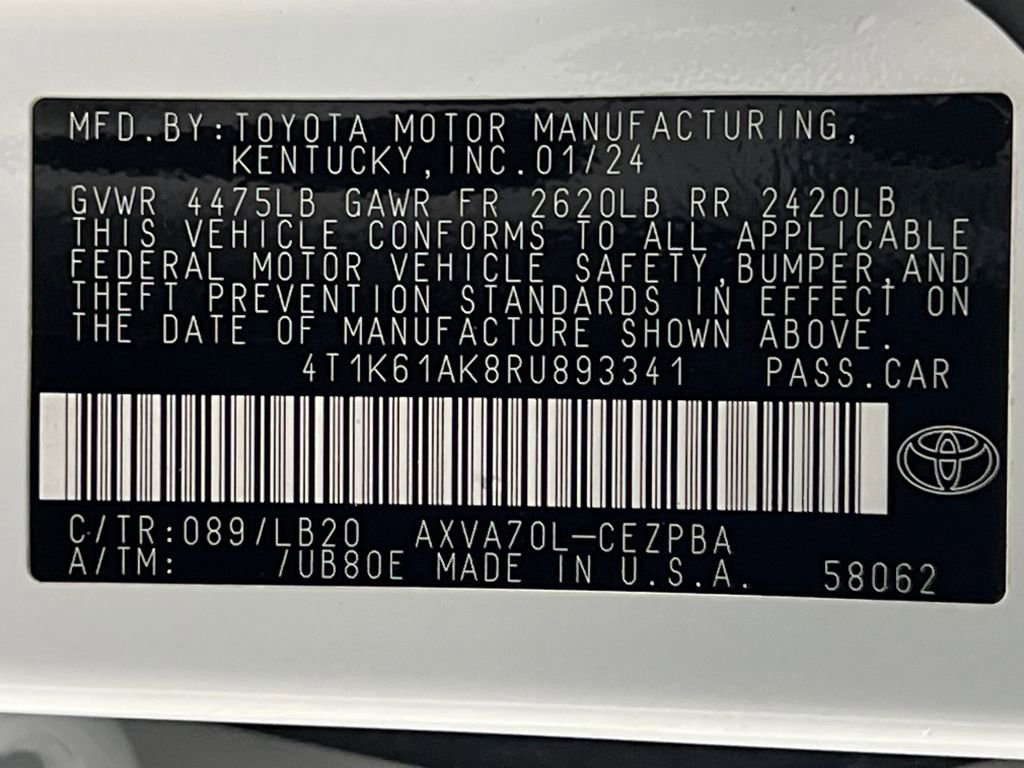 MFD.BY:TOYOTA MOTOR MANUFACTURING,
KENTUCKY,INC.01/24
GVWR 4475LB GAWR FR 2620LB RR 2420LB
THIS VEHICLE CONFORMS TO ALL APPLICABLE
FEDERAL MOTOR VEHICLE SAFETY,BUMPER,AND
THEFT PREVENTION STANDARDS IN EFFECT ON
THE DATE OF MANUFACTURE SHOWN ABOVE.
4T1K61AK8RU893341 PASS.CAR
C/TR:089/LB20 AXVA70L-CEZPBA
A/TM: /UB80E MADE IN U.S.A. 58062